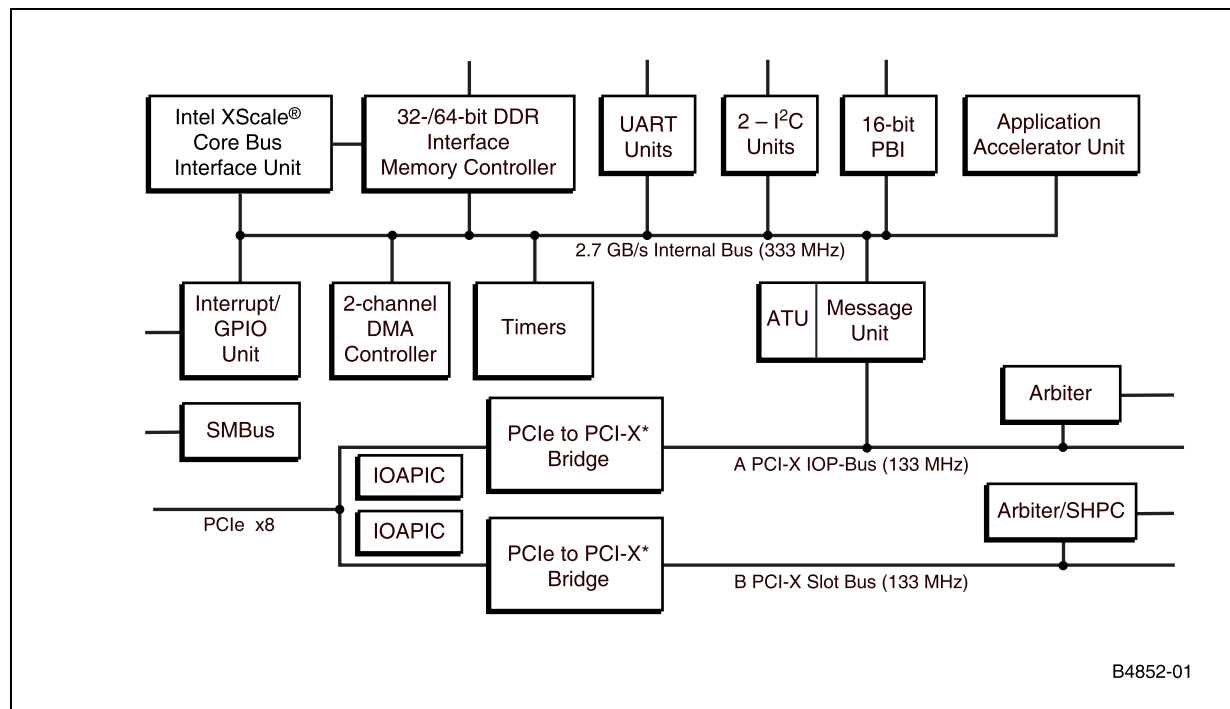 Intel XScale®
Core Bus
Interface Unit
32-/64-bit DDR
Interface
Memory Controller
UART
Units
2 – I²C
Units
16-bit
PBI
Application
Accelerator Unit
2.7 GB/s Internal Bus (333 MHz)
Interrupt/
GPIO
Unit
2-channel
DMA
Controller
Timers
ATU
Message
Unit
SMBus
PCIe to PCI-X*
Bridge
Arbiter
A PCI-X IOP-Bus (133 MHz)
IOAPIC
PCIe x8
IOAPIC
PCIe to PCI-X*
Bridge
Arbiter/SHPC
B PCI-X Slot Bus (133 MHz)
B4852-01